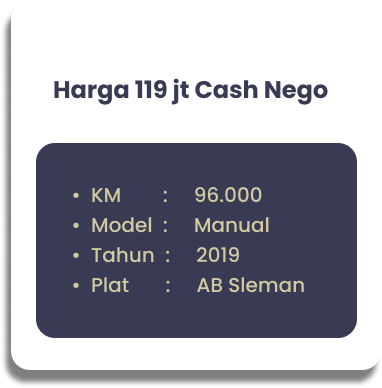 Harga 119 jt Cash Nego
• KM : 96.000
• Model : Manual
• Tahun : 2019
• Plat : AB Sleman